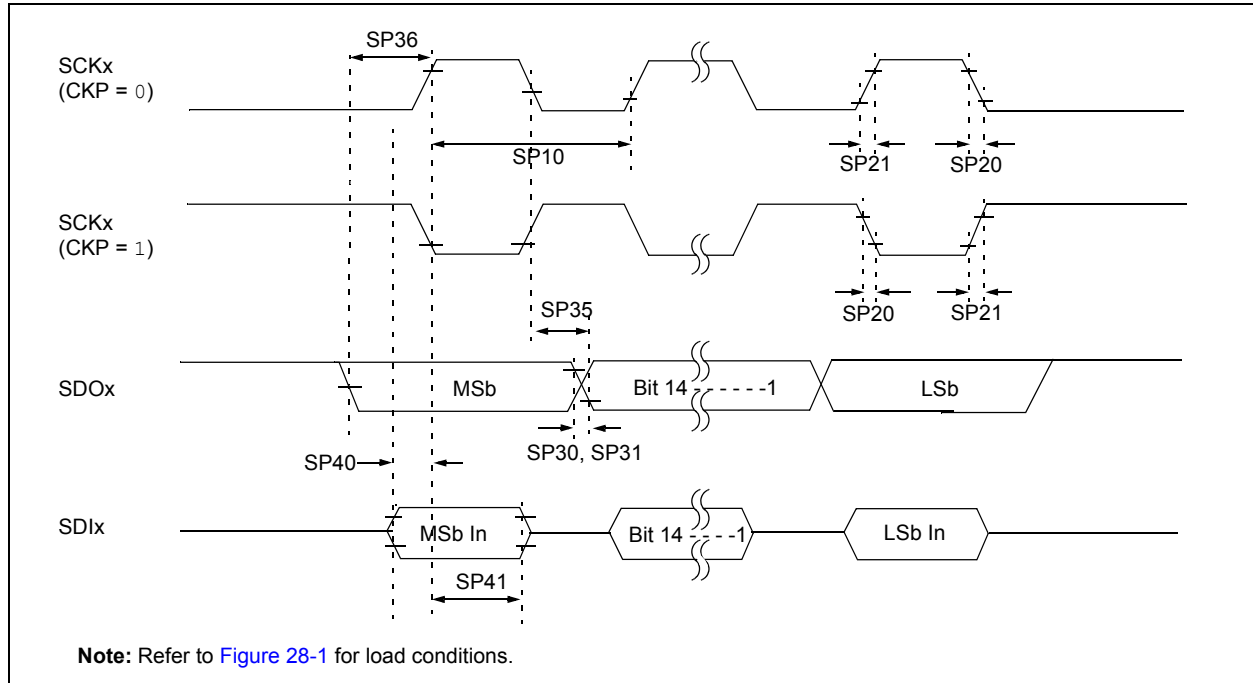 SP36
SCKx
(CKP = 0)
SP10
SP21
SP20
SCKx
(CKP = 1)
SP35
SP20
SP21
SDOx
MSb
Bit 14 - - - - - -1
LSb
SP30, SP31
SP40
SDIx
MSb In
Bit 14 - - - - -1
LSb In
SP41
Note: Refer to Figure 28-1 for load conditions.